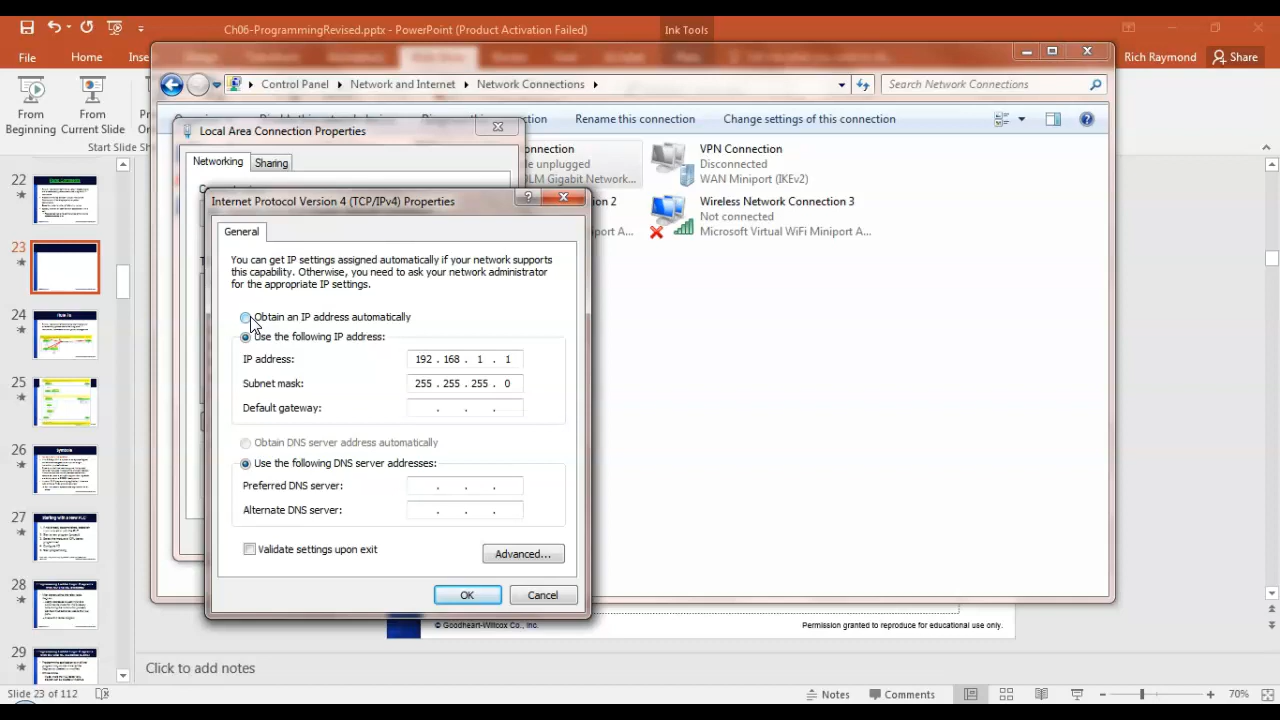 Ch06-ProgrammingRevised.pptx - PowerPoint (Product Activation Failed)
Ink Tools
File
Home
Rich Raymond
Share
From Beginning
From Current Slide
Start Slide
Control Panel
Network and Internet
Network Connections
Search Network Connections
Rename this connection
Change settings of this connection
Local Area Connection Properties
Networking
Sharing
VPN Connection
Disconnected
WAN Miniport (IKEv2)
Wireless Network Connection 3
Not connected
Microsoft Virtual WiFi Miniport A...
Internet Protocol Version 4 (TCP/IPv4) Properties
General
You can get IP settings assigned automatically if your network supports
this capability. Otherwise, you need to ask your network administrator
for the appropriate IP settings.
Obtain an IP address automatically
Use the following IP address:
IP address: 192 . 168 . 1 . 1
Subnet mask: 255 . 255 . 255 . 0
Default gateway: . . .
Obtain DNS server address automatically
Use the following DNS server addresses:
Preferred DNS server: . . .
Alternate DNS server: . . .
Validate settings upon exit
Advanced...
OK
Cancel
22
23
24
25
26
27
28
29
© Goodheart-Willcox Co., Inc.
Permission granted to reproduce for educational use only.
Click to add notes
Slide 23 of 112
Notes
Comments
70%